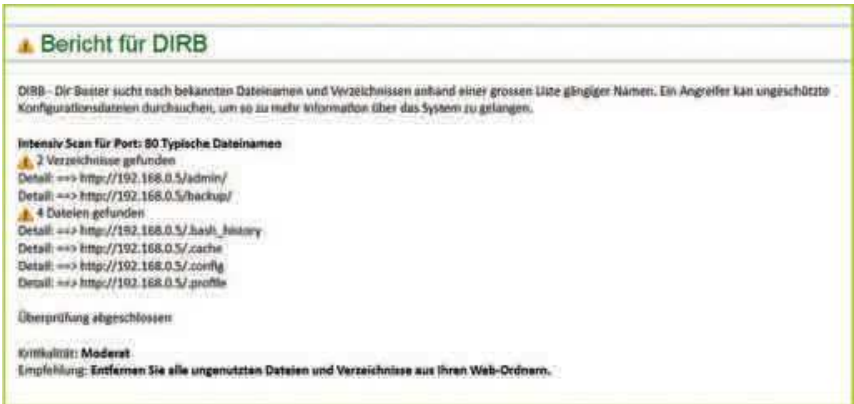 Bericht für DIRB
DIRB - Dir Buster sucht nach bekannten Dateinamen und Verzeichnissen anhand einer grossen Liste gängiger Namen. Ein Angreifer kan ungeschützte
Konfigurationsdateien durchsuchen, um so zu mehr Information über das System zu gelangen.
Intensiv Scan für Port: 80 Typische Dateinamen
2 Verzeichnisse gefunden
Detail: ==> http://192.168.0.5/admin/
Detail: ==> http://192.168.0.5/backup/
4 Dateien gefunden
Detail: ==> http://192.168.0.5/.bash_history
Detail: ==> http://192.168.0.5/.cache
Detail: ==> http://192.168.0.5/.config
Detail: ==> http://192.168.0.5/.profile
Überprüfung abgeschlossen
Kritikalität: Moderat
Empfehlung: Entfernen Sie alle ungenutzten Dateien und Verzeichnisse aus Ihren Web-Ordnern.